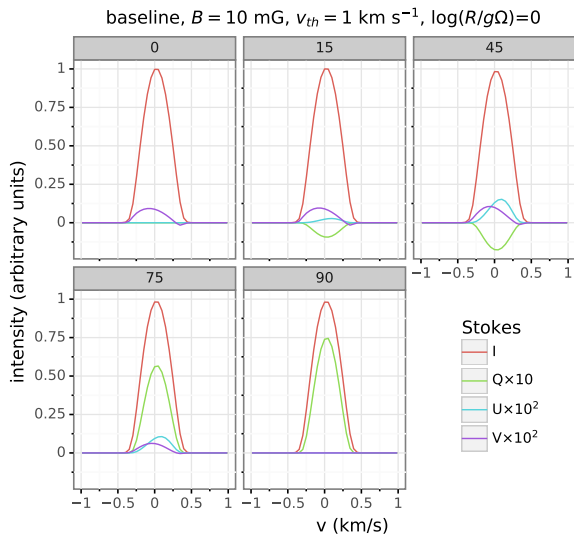 baseline, B = 10 mG, v_th = 1 km s⁻¹, log(R/gΩ)=0
0 15 45
1
0.75
0.50
0.25
0
−1 −0.5 0 0.5 1
75 90
1
0.75
0.50
0.25
0
−1 −0.5 0 0.5 1 −1 −0.5 0 0.5 1
intensity (arbitrary units)
v (km/s)
Stokes
I
Q×10
U×10²
V×10²